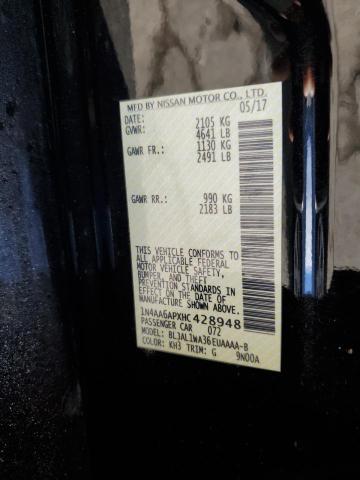 MFD BY NISSAN MOTOR CO., LTD.
DATE: 05/17
GVWR: 2105 KG
4641 LB
GAWR FR.: 1130 KG
2491 LB
GAWR RR.: 990 KG
2183 LB
THIS VEHICLE CONFORMS TO
ALL APPLICABLE FEDERAL
MOTOR VEHICLE SAFETY,
BUMPER, AND THEFT
PREVENTION STANDARDS IN
EFFECT ON THE DATE OF
MANUFACTURE SHOWN ABOVE.
1N4AA6APXHC428948
PASSENGER CAR 072
MODEL: BLJALIWA36EUAAAA-B
COLOR: KH3 TRIM: G 9N00A